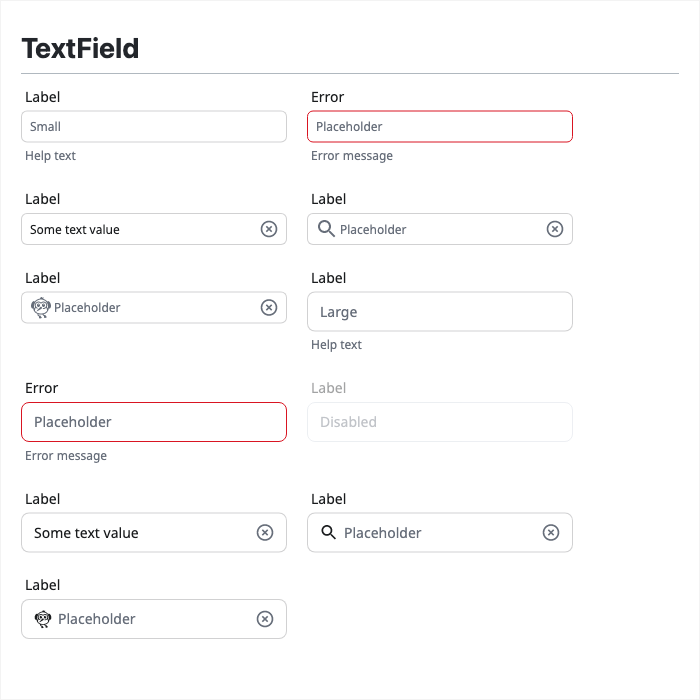 TextField
Label
Error
Small
Placeholder
Help text
Error message
Label
Label
Some text value
Placeholder
Label
Label
Placeholder
Large
Help text
Error
Label
Placeholder
Disabled
Error message
Label
Label
Some text value
Placeholder
Label
Placeholder